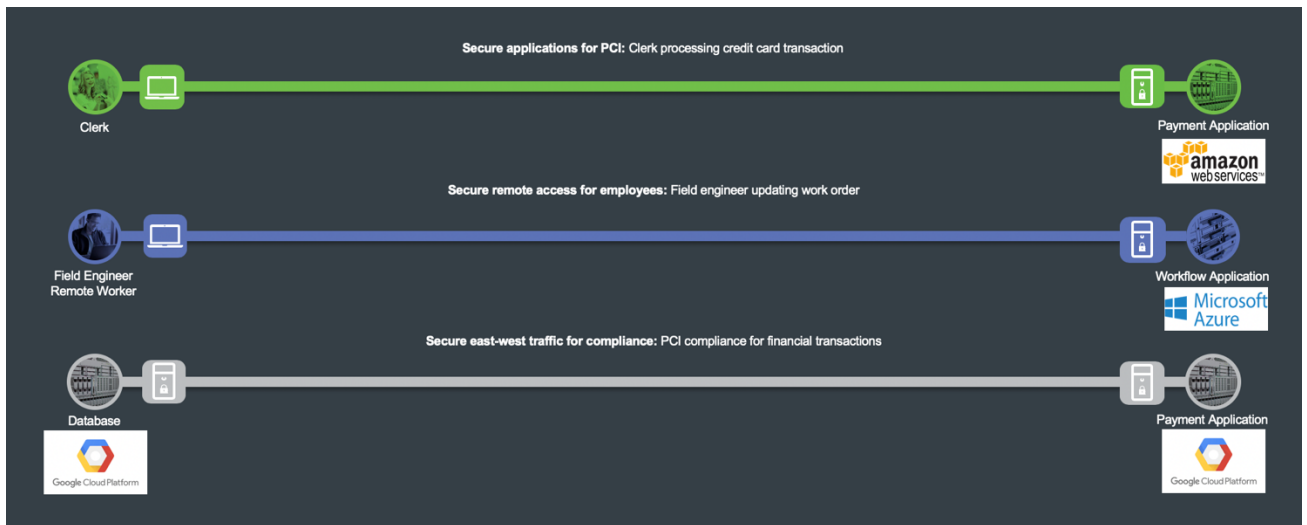 Secure applications for PCI: Clerk processing credit card transaction
Clerk
Payment Application
amazon
webservices™
Secure remote access for employees: Field engineer updating work order
Field Engineer
Remote Worker
Workflow Application
Microsoft
Azure
Secure east-west traffic for compliance: PCI compliance for financial transactions
Database
Payment Application
Google Cloud Platform
Google Cloud Platform